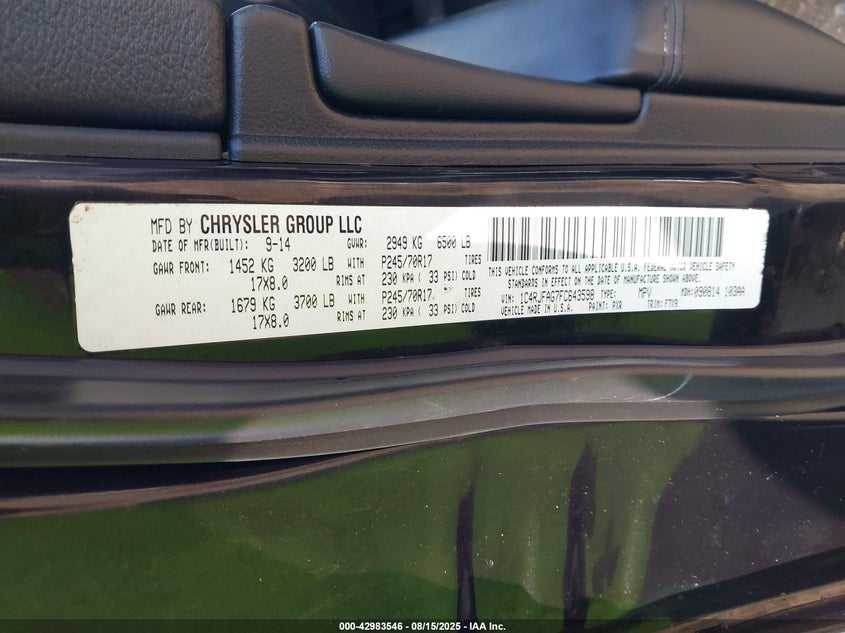 MFD BY CHRYSLER GROUP LLC
DATE OF MFR(BUILT): 9-14 GVWR: 2949 KG 6500 LB
GAWR FRONT: 1452 KG 3200 LB WITH P245/70R17 TIRES
17X8.0 RIMS AT 230 KPA ( 33 PSI) COLD
GAWR REAR: 1679 KG 3700 LB WITH P245/70R17 TIRES
17X8.0 RIMS AT 230 KPA ( 33 PSI) COLD
THIS VEHICLE CONFORMS TO ALL APPLICABLE U.S.A. FEDERAL MOTOR VEHICLE SAFETY
STANDARDS IN EFFECT ON THE DATE OF MANUFACTURE SHOWN ABOVE.
VIN: 1C4RJFAG7FC843598 TYPE: MPV MDH: 090814 103AA
VEHICLE MADE IN U.S.A. PAINT: PXR TRIM: F7X9
000-42983546 - 08/15/2025 - IAA Inc.